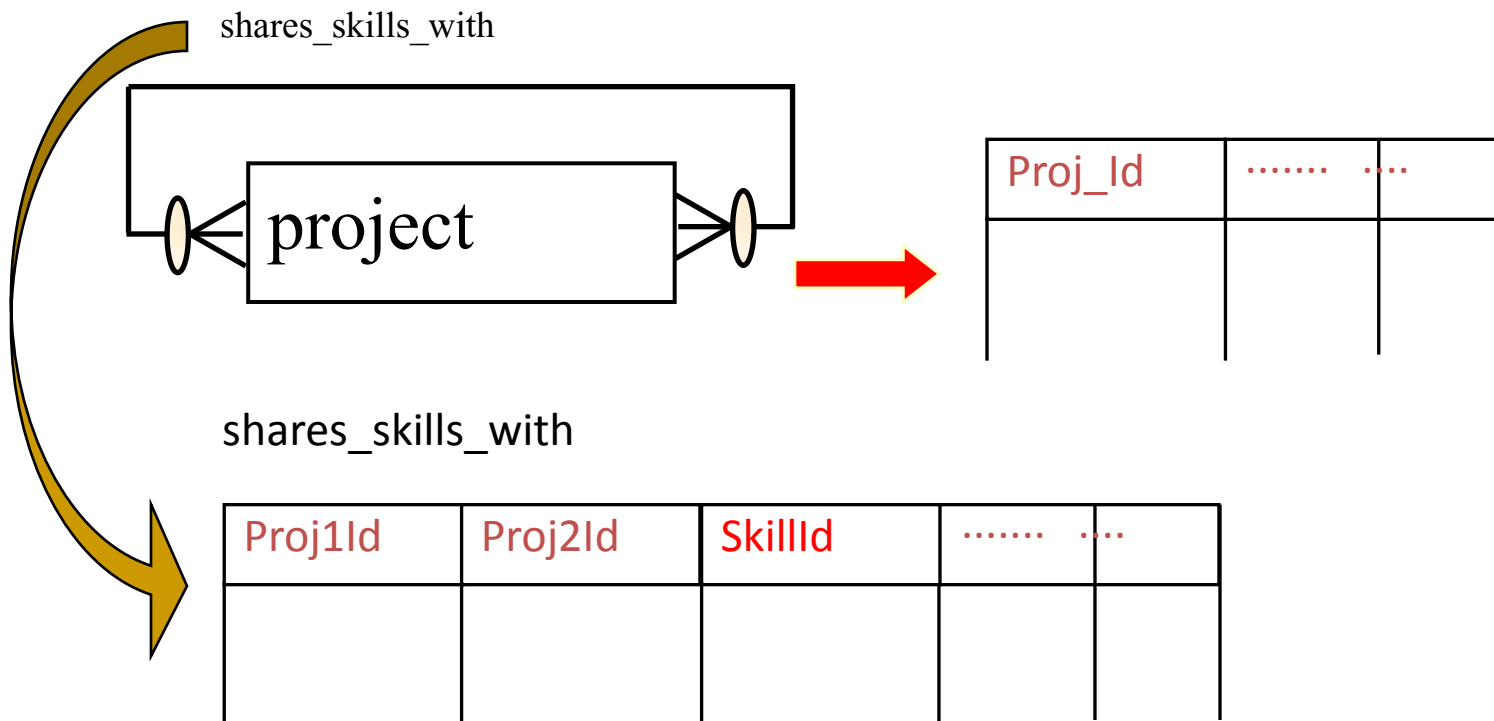 shares_skills_with
project
Proj_Id ....... ....
shares_skills_with
Proj1Id Proj2Id SkillId ....... ....